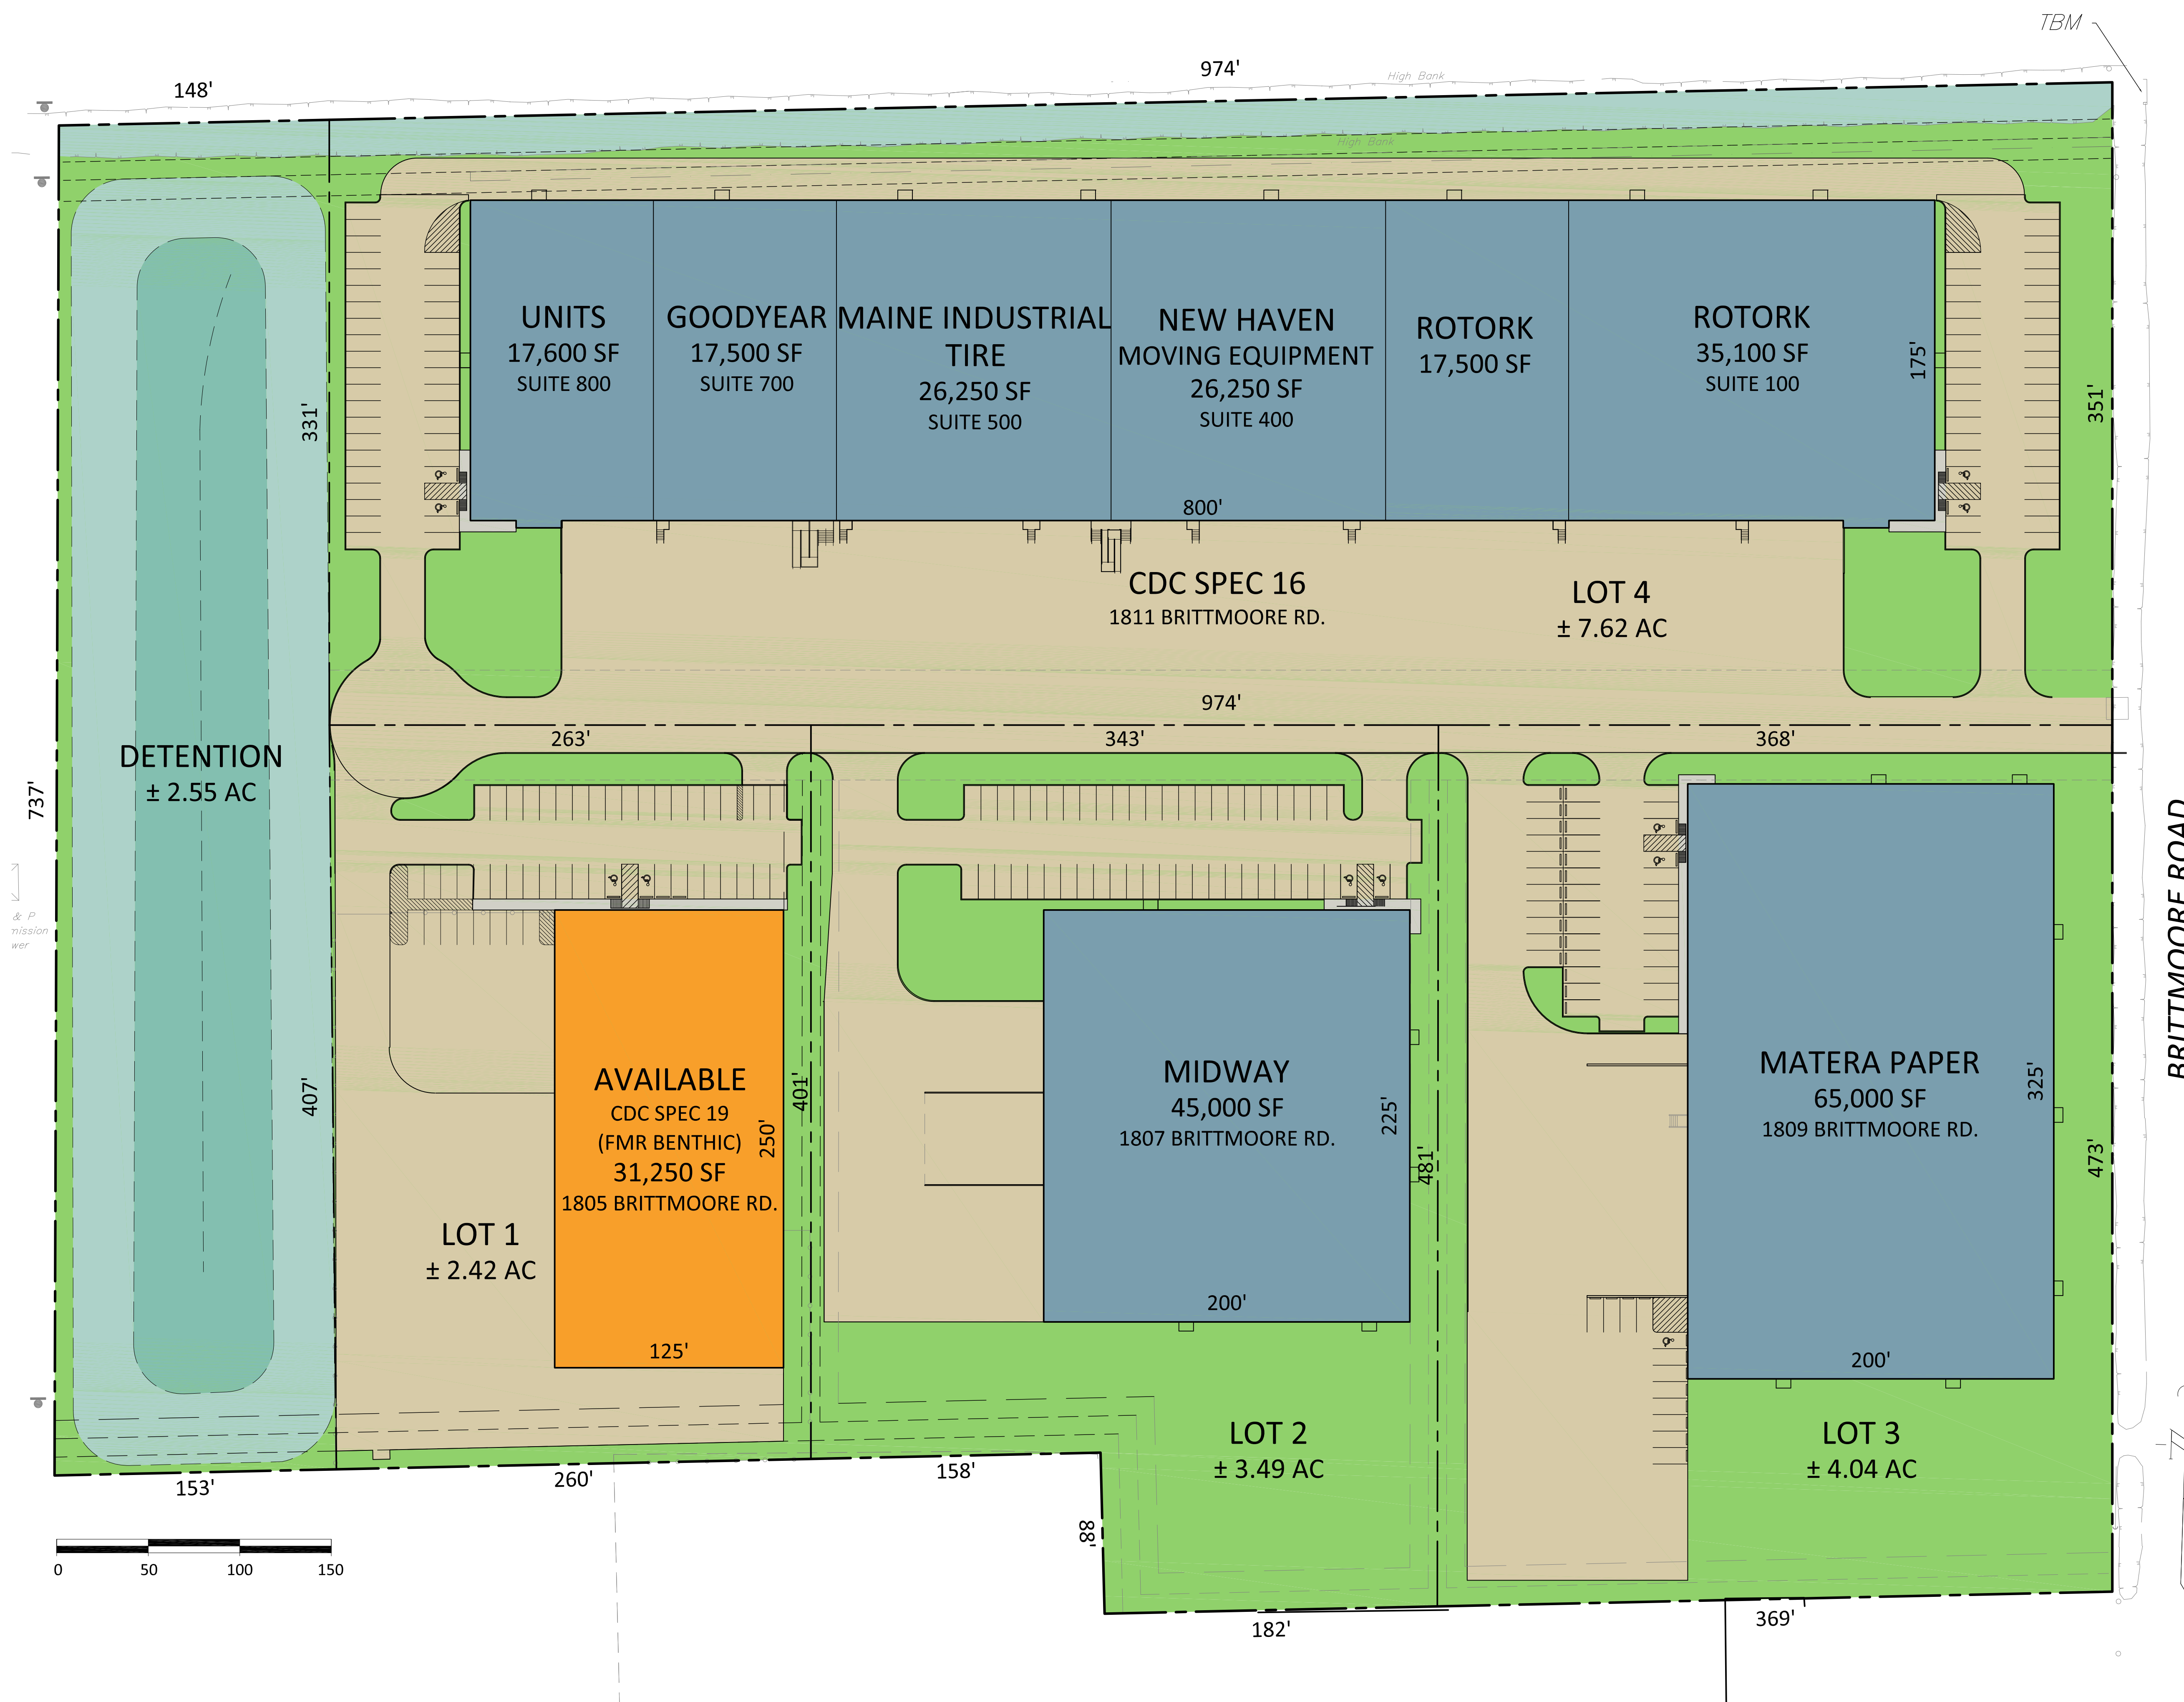 TBM
148'
974'
High Bank
High Bank
UNITS
17,600 SF
SUITE 800
GOODYEAR
17,500 SF
SUITE 700
MAINE INDUSTRIAL
TIRE
26,250 SF
SUITE 500
NEW HAVEN
MOVING EQUIPMENT
26,250 SF
SUITE 400
ROTORK
17,500 SF
ROTORK
35,100 SF
SUITE 100
175'
331'
351'
800'
CDC SPEC 16
1811 BRITTMOORE RD.
LOT 4
± 7.62 AC
974'
263'
343'
368'
DETENTION
± 2.55 AC
737'
BRITTMOORE ROAD
& P
407'
AVAILABLE
CDC SPEC 19
(FMR BENTHIC)
31,250 SF
1805 BRITTMOORE RD.
250'
401'
125'
LOT 1
± 2.42 AC
MIDWAY
45,000 SF
1807 BRITTMOORE RD.
225'
481'
200'
MATERA PAPER
65,000 SF
1809 BRITTMOORE RD.
325'
473'
200'
LOT 2
± 3.49 AC
LOT 3
± 4.04 AC
153'
260'
158'
88'
182'
369'
0 50 100 150